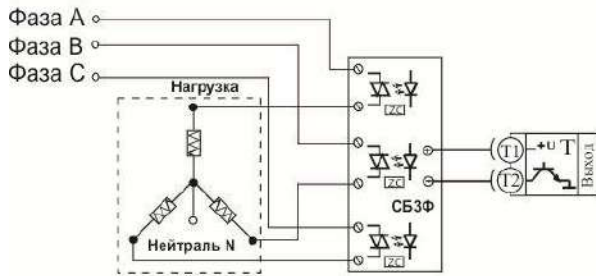 Фаза A
Фаза B
Фаза C
Нагрузка
ZC
ZC
СБ3Ф
ZC
Нейтраль N
T1
T2
+U T
Выход